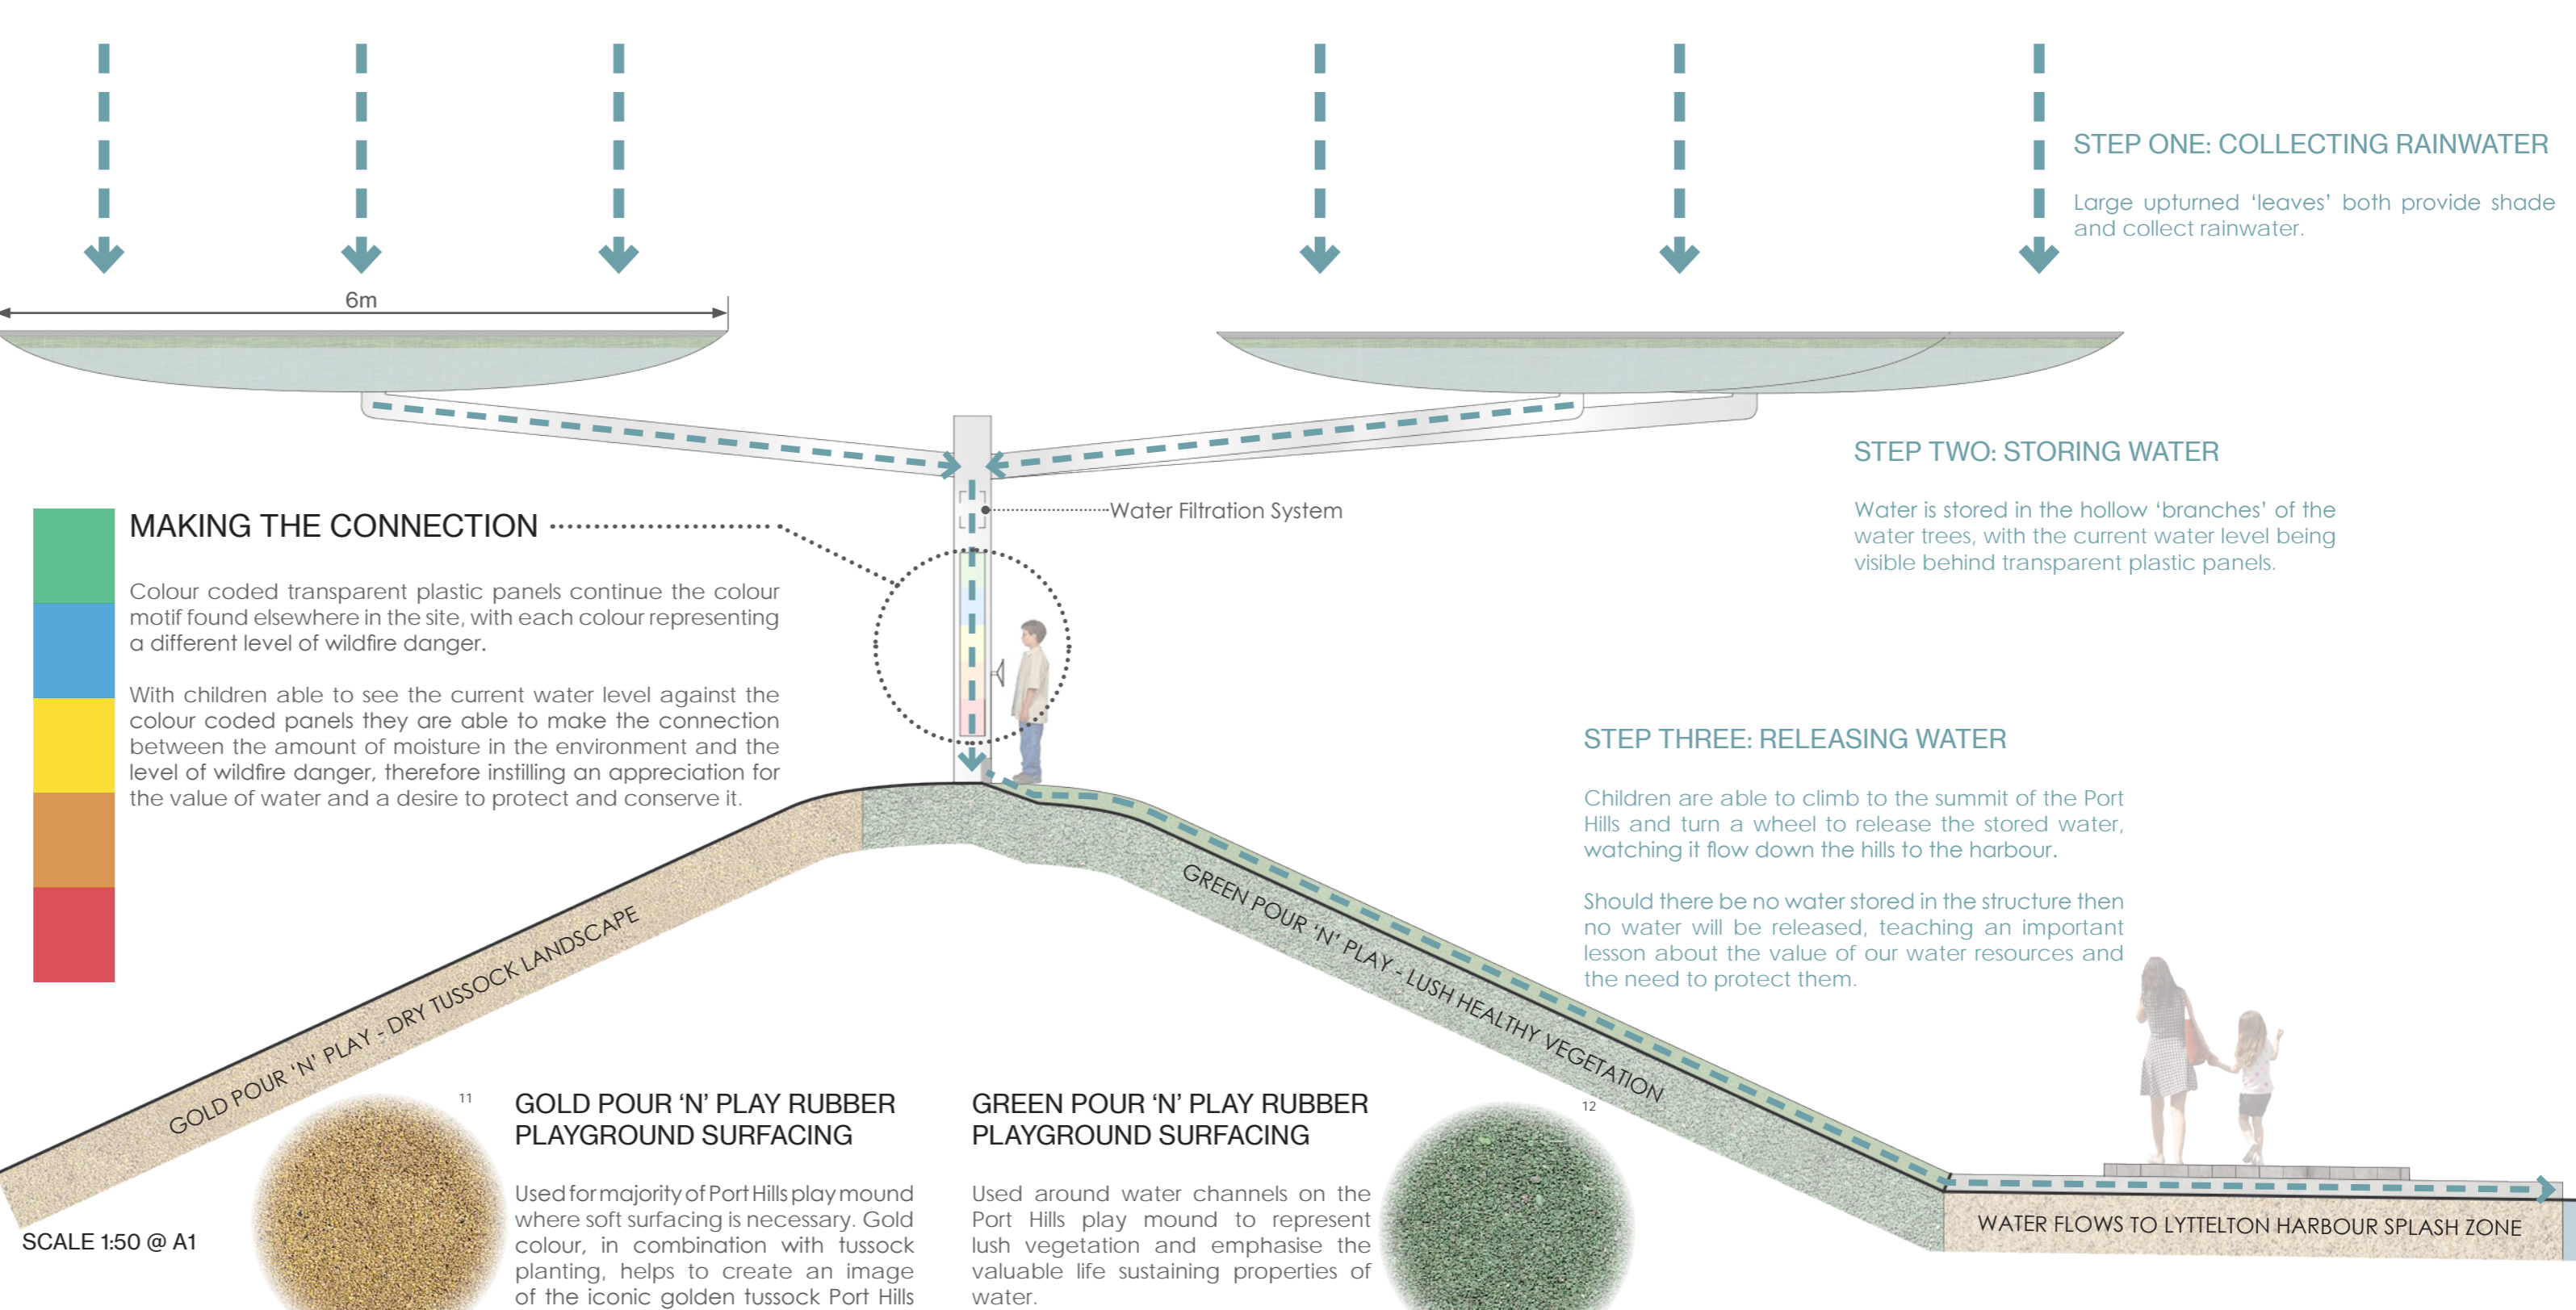 STEP ONE: COLLECTING RAINWATER
Large upturned ‘leaves’ both provide shade
and collect rainwater.
6m
STEP TWO: STORING WATER
Water is stored in the hollow ‘branches’ of the
water trees, with the current water level being
visible behind transparent plastic panels.
Water Filtration System
MAKING THE CONNECTION
Colour coded transparent plastic panels continue the colour
motif found elsewhere in the site, with each colour representing
a different level of wildfire danger.
With children able to see the current water level against the
colour coded panels they are able to make the connection
between the amount of moisture in the environment and the
level of wildfire danger, therefore instilling an appreciation for
the value of water and a desire to protect and conserve it.
STEP THREE: RELEASING WATER
Children are able to climb to the summit of the Port
Hills and turn a wheel to release the stored water,
watching it flow down the hills to the harbour.
Should there be no water stored in the structure then
no water will be released, teaching an important
lesson about the value of our water resources and
the need to protect them.
GOLD POUR ‘N’ PLAY - DRY TUSSOCK LANDSCAPE
GREEN POUR ‘N’ PLAY - LUSH HEALTHY VEGETATION
WATER FLOWS TO LYTTELTON HARBOUR SPLASH ZONE
SCALE 1:50 @ A1
11
GOLD POUR ‘N’ PLAY RUBBER
PLAYGROUND SURFACING
Used for majority of Port Hills play mound
where soft surfacing is necessary. Gold
colour, in combination with tussock
planting, helps to create an image
of the iconic golden tussock Port Hills
GREEN POUR ‘N’ PLAY RUBBER
PLAYGROUND SURFACING
Used around water channels on the
Port Hills play mound to represent
lush vegetation and emphasise the
valuable life sustaining properties of
water.
12